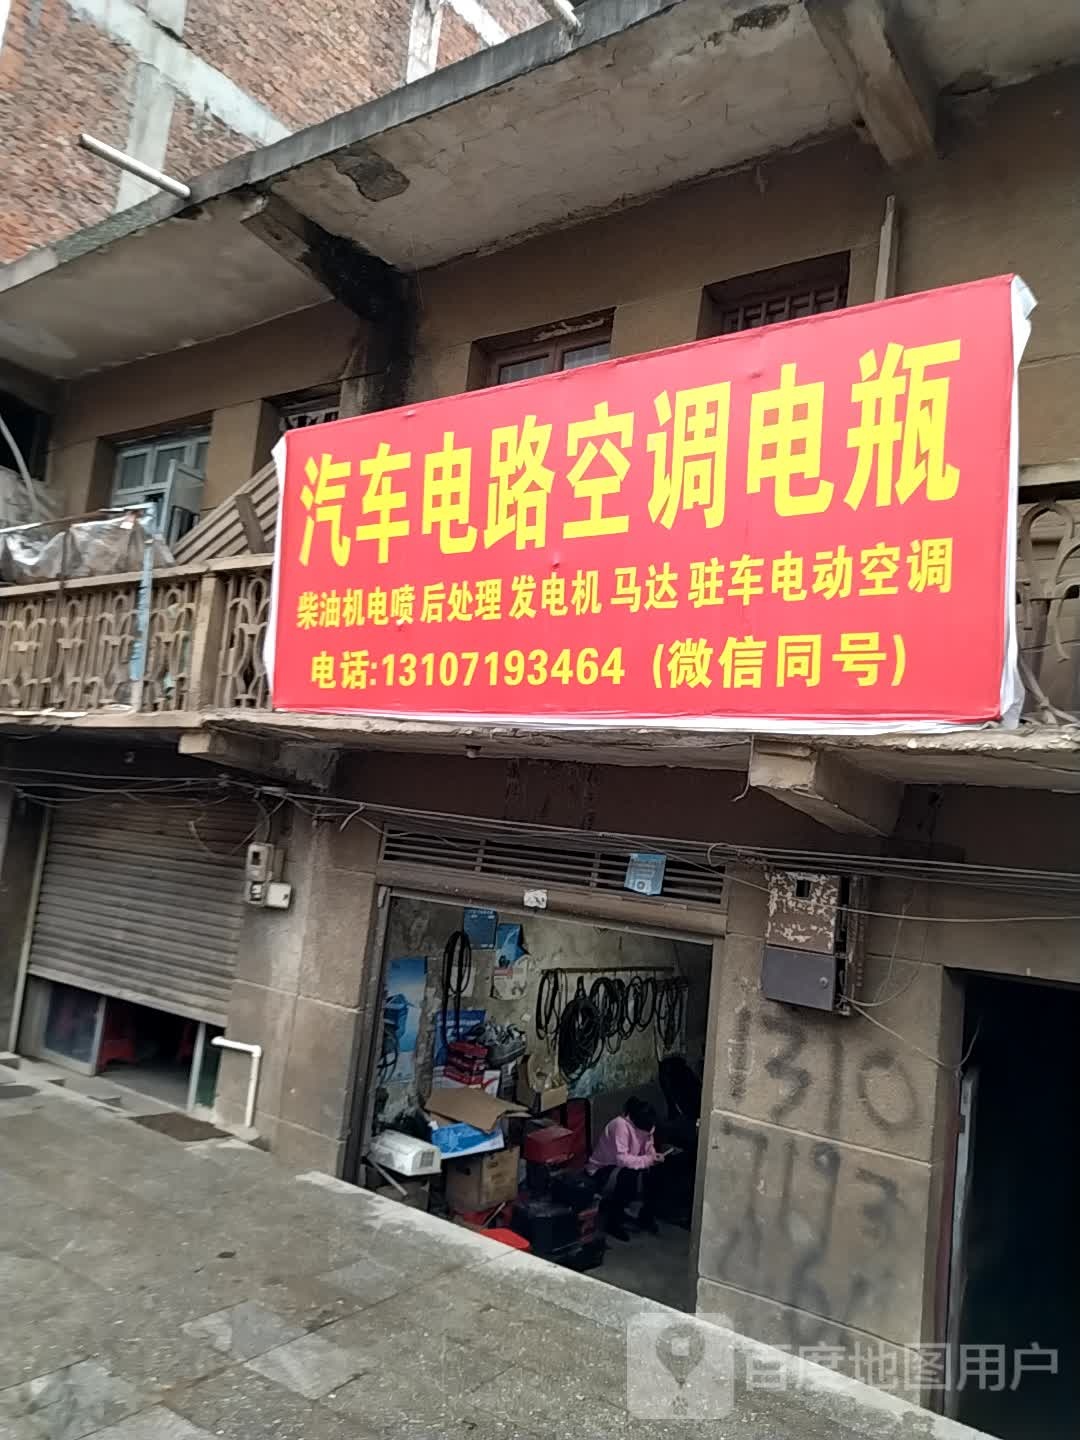 汽车电路空调电瓶
柴油机电喷 后处理 发电机 马达 驻车电动空调
电话:13107193464 (微信同号)
1310
7193
百度地图用户